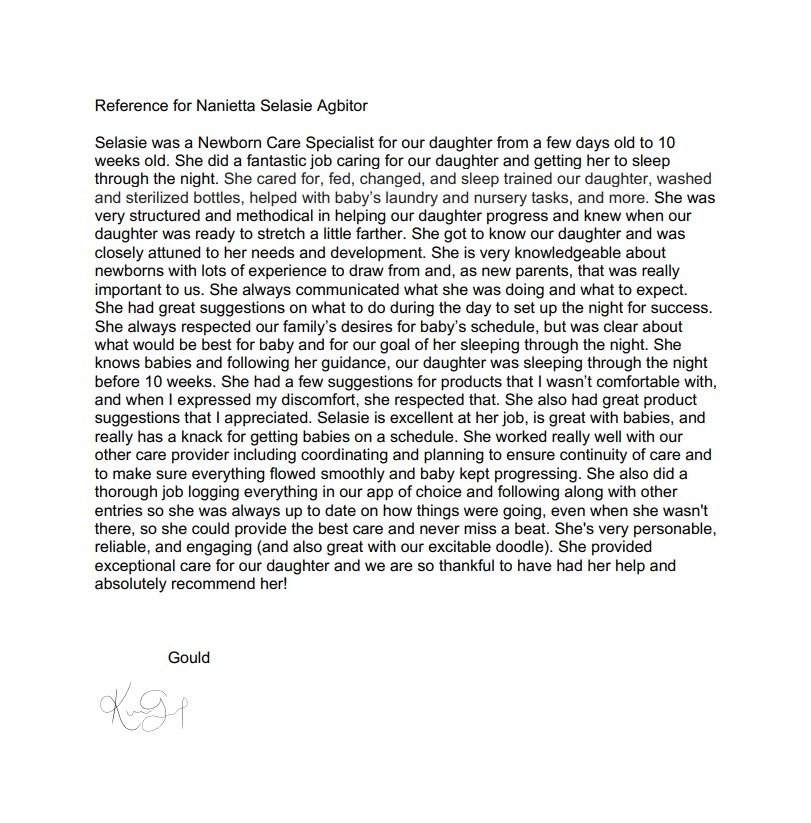 Reference for Nanietta Selasie Agbitor
Selasie was a Newborn Care Specialist for our daughter from a few days old to 10
weeks old. She did a fantastic job caring for our daughter and getting her to sleep
through the night. She cared for, fed, changed, and sleep trained our daughter, washed
and sterilized bottles, helped with baby’s laundry and nursery tasks, and more. She was
very structured and methodical in helping our daughter progress and knew when our
daughter was ready to stretch a little farther. She got to know our daughter and was
closely attuned to her needs and development. She is very knowledgeable about
newborns with lots of experience to draw from and, as new parents, that was really
important to us. She always communicated what she was doing and what to expect.
She had great suggestions on what to do during the day to set up the night for success.
She always respected our family’s desires for baby’s schedule, but was clear about
what would be best for baby and for our goal of her sleeping through the night. She
knows babies and following her guidance, our daughter was sleeping through the night
before 10 weeks. She had a few suggestions for products that I wasn’t comfortable with,
and when I expressed my discomfort, she respected that. She also had great product
suggestions that I appreciated. Selasie is excellent at her job, is great with babies, and
really has a knack for getting babies on a schedule. She worked really well with our
other care provider including coordinating and planning to ensure continuity of care and
to make sure everything flowed smoothly and baby kept progressing. She also did a
thorough job logging everything in our app of choice and following along with other
entries so she was always up to date on how things were going, even when she wasn't
there, so she could provide the best care and never miss a beat. She's very personable,
reliable, and engaging (and also great with our excitable doodle). She provided
exceptional care for our daughter and we are so thankful to have had her help and
absolutely recommend her!
Gould